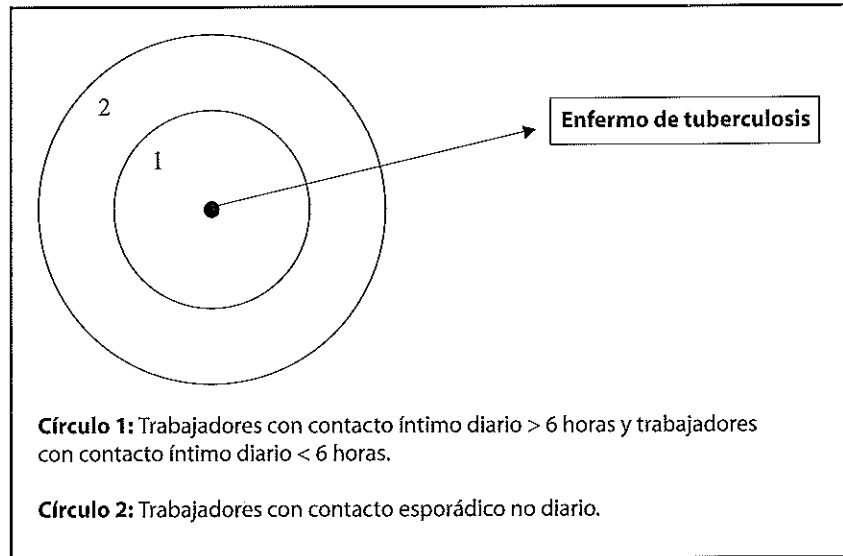 2
1
Enfermo de tuberculosis
Círculo 1: Trabajadores con contacto íntimo diario > 6 horas y trabajadores
con contacto íntimo diario < 6 horas.
Círculo 2: Trabajadores con contacto esporádico no diario.